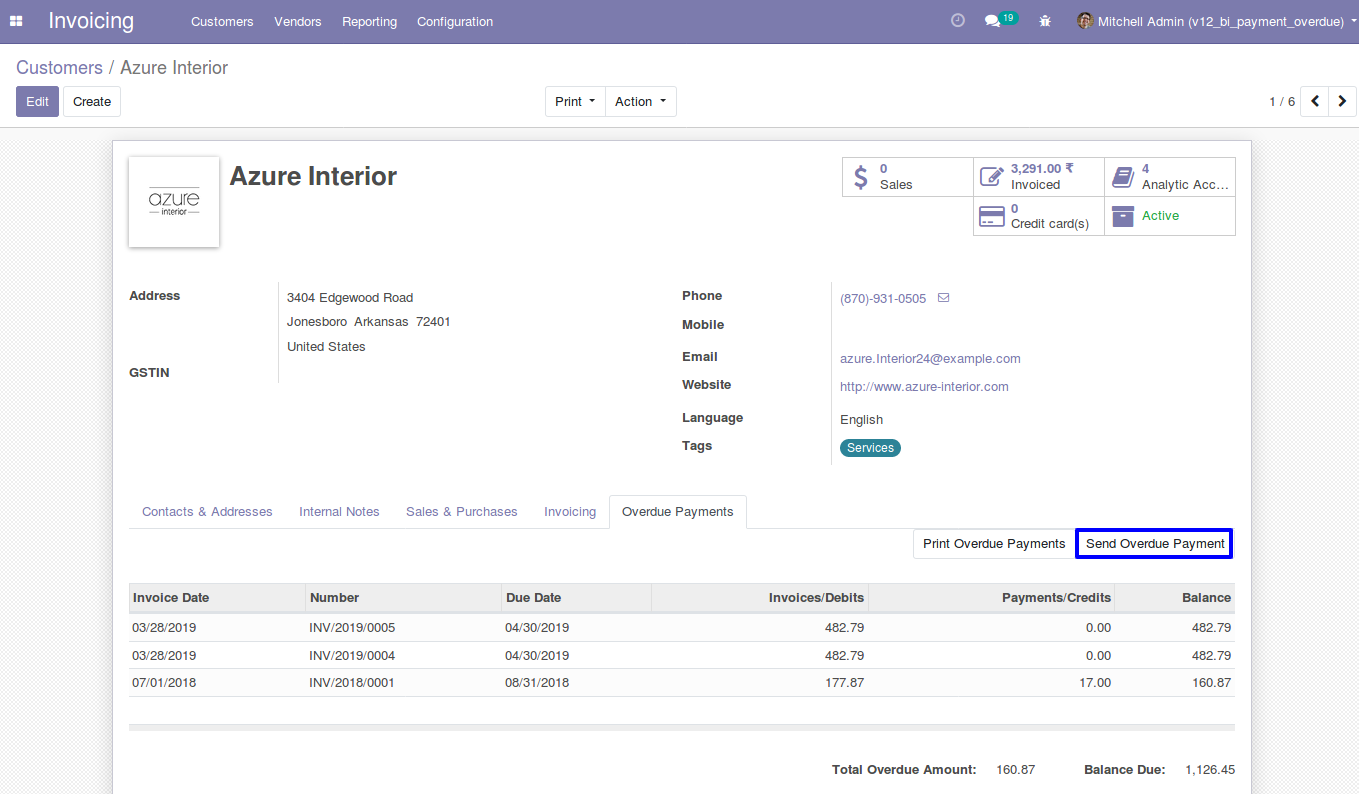 Invoicing Customers Vendors Reporting Configuration 19 Mitchell Admin (v12_bi_payment_overdue)
Customers / Azure Interior
Edit Create Print Action 1 / 6
azure
interior
Azure Interior
0
Sales
3,291.00 ₹
Invoiced
4
Analytic Acc...
0
Credit card(s)
Active
Address
3404 Edgewood Road
Jonesboro Arkansas 72401
United States
GSTIN
Phone (870)-931-0505
Mobile
Email azure.Interior24@example.com
Website http://www.azure-interior.com
Language English
Tags Services
Contacts & Addresses Internal Notes Sales & Purchases Invoicing Overdue Payments
Print Overdue Payments Send Overdue Payment
Invoice Date Number Due Date Invoices/Debits Payments/Credits Balance
03/28/2019 INV/2019/0005 04/30/2019 482.79 0.00 482.79
03/28/2019 INV/2019/0004 04/30/2019 482.79 0.00 482.79
07/01/2018 INV/2018/0001 08/31/2018 177.87 17.00 160.87
Total Overdue Amount: 160.87 Balance Due: 1,126.45